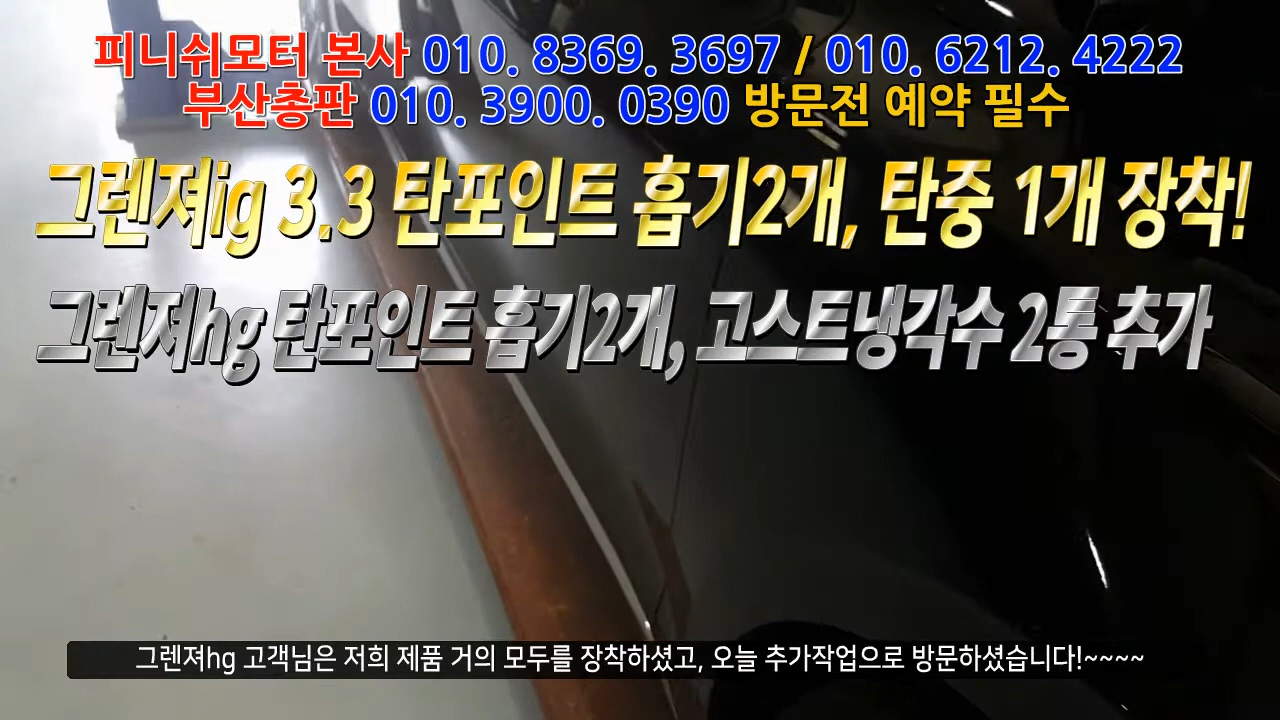 피니쉬모터 본사 010. 8369. 3697 / 010. 6212. 4222
부산총판 010. 3900. 0390 방문전 예약 필수
그렌져ig 3.3 탄포인트 흡기2개, 탄중 1개 장착!
그렌져hg 탄포인트 흡기2개, 고스트냉각수 2통 추가
그렌져hg 고객님은 저희 제품 거의 모두를 장착하셨고, 오늘 추가작업으로 방문하셨습니다!~~~~